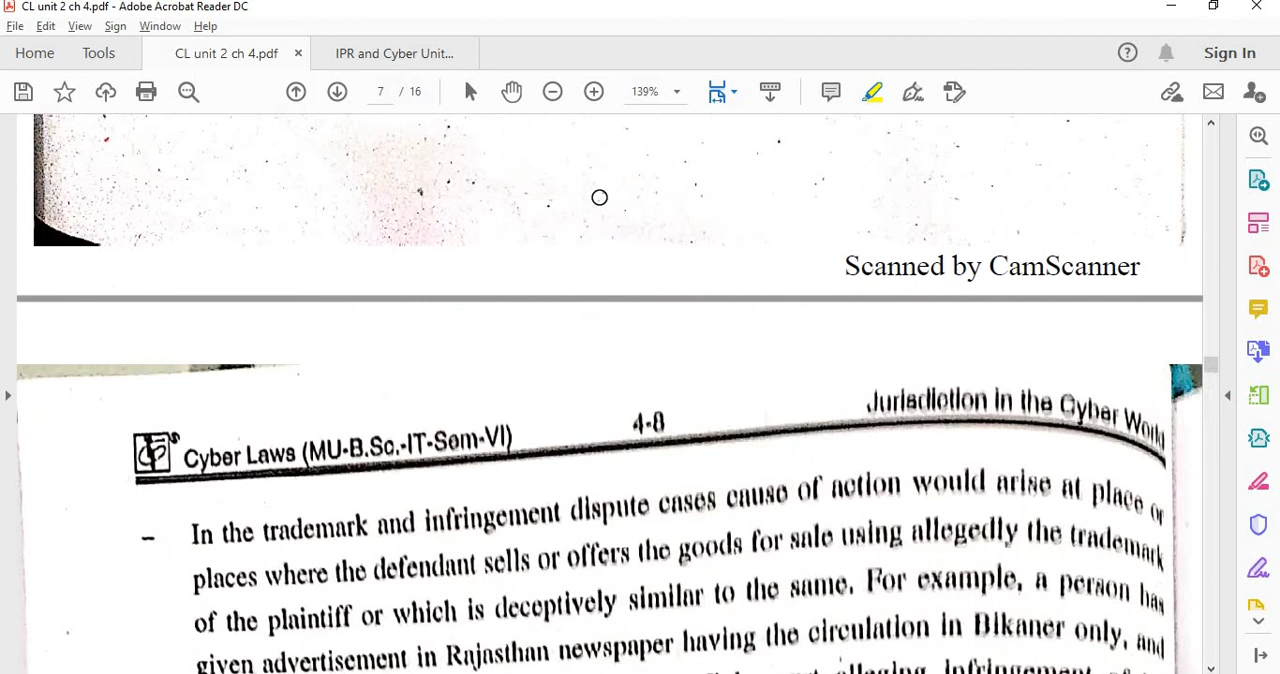 CL unit 2 ch 4.pdf - Adobe Acrobat Reader DC
File Edit View Sign Window Help
Home Tools CL unit 2 ch 4.pdf × IPR and Cyber Unit... Sign In
7 / 16 139%
Scanned by CamScanner
Cyber Laws (MU-B.Sc.-IT-Sem-VI) 4-8 Jurisdiction in the Cyber World
– In the trademark and infringement dispute cases cause of action would arise at place or
places where the defendant sells or offers the goods for sale using allegedly the trademark
of the plaintiff or which is deceptively similar to the same. For example, a person has
given advertisement in Rajasthan newspaper having the circulation in Bikaner only, and
alleging infringement